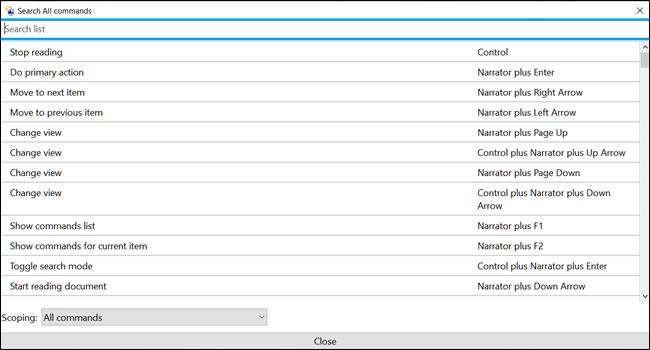 Search All commands
Search list
Stop reading Control
Do primary action Narrator plus Enter
Move to next item Narrator plus Right Arrow
Move to previous item Narrator plus Left Arrow
Change view Narrator plus Page Up
Change view Control plus Narrator plus Up Arrow
Change view Narrator plus Page Down
Change view Control plus Narrator plus Down
Arrow
Show commands list Narrator plus F1
Show commands for current item Narrator plus F2
Toggle search mode Control plus Narrator plus Enter
Start reading document Narrator plus Down Arrow
Scoping: All commands
Close